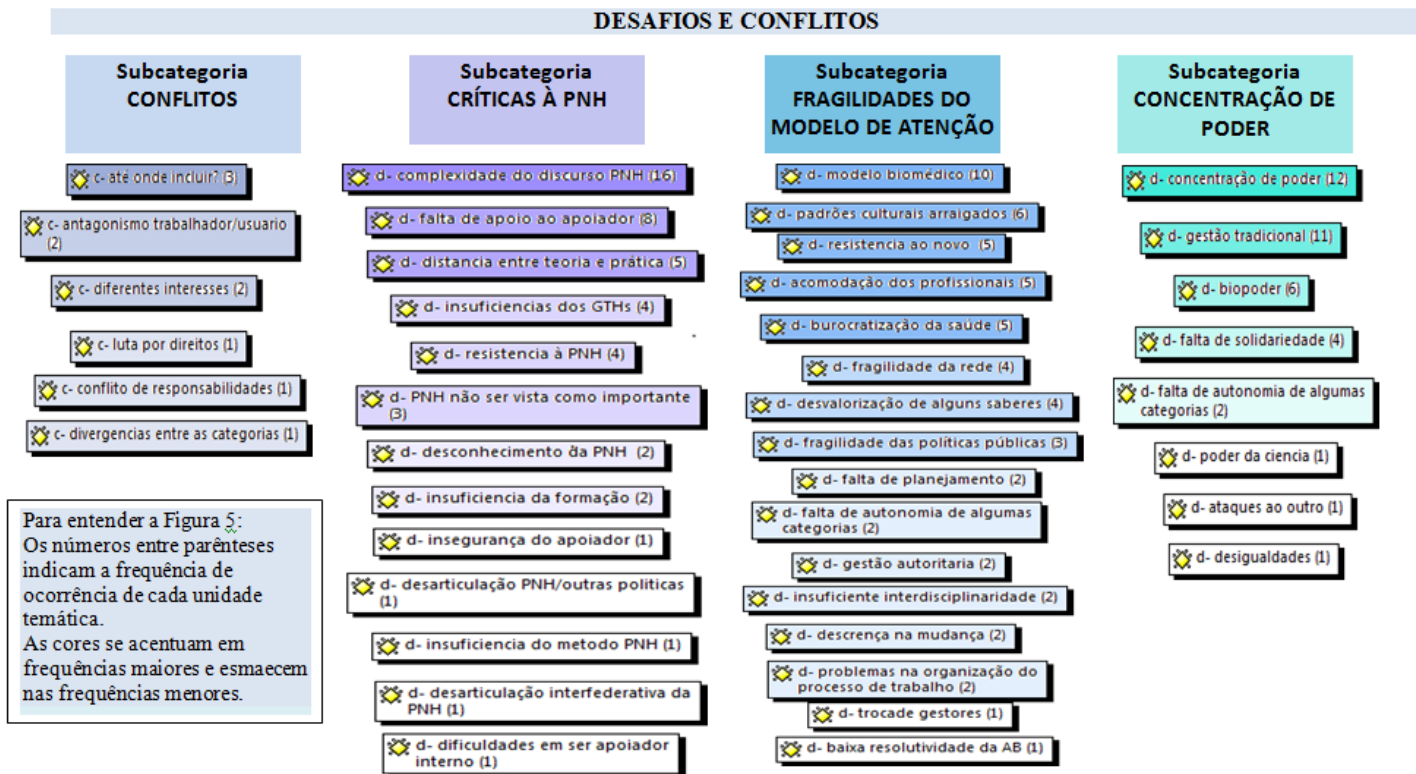 DESAFIOS E CONFLITOS
Subcategoria
CONFLITOS
c- até onde incluir? (3)
c- antagonismo trabalhador/usuario
(2)
c- diferentes interesses (2)
c- luta por direitos (1)
c- conflito de responsabilidades (1)
c- divergencias entre as categorias (1)
Para entender a Figura 5:
Os números entre parênteses
indicam a frequência de
ocorrência de cada unidade
temática.
As cores se acentuam em
frequências maiores e esmaecem
nas frequências menores.
Subcategoria
CRÍTICAS À PNH
d- complexidade do discurso PNH (16)
d- falta de apoio ao apoiador (8)
d- distancia entre teoria e prática (5)
d- insuficiencias dos GTHs (4)
d- resistencia à PNH (4)
d- PNH não ser vista como importante
(3)
d- desconhecimento da PNH (2)
d- insuficiencia da formação (2)
d- insegurança do apoiador (1)
d- desarticulação PNH/outras politicas
(1)
d- insuficiencia do metodo PNH (1)
d- desarticulação interfederativa da
PNH (1)
d- dificuldades em ser apoiador
interno (1)
Subcategoria
FRAGILIDADES DO
MODELO DE ATENÇÃO
d- modelo biomédico (10)
d- padrões culturais arraigados (6)
d- resistencia ao novo (5)
d- acomodação dos profissionais (5)
d- burocratização da saúde (5)
d- fragilidade da rede (4)
d- desvalorização de alguns saberes (4)
d- fragilidade das políticas públicas (3)
d- falta de planejamento (2)
d- falta de autonomia de algumas
categorias (2)
d- gestão autoritaria (2)
d- insuficiente interdisciplinaridade (2)
d- descrença na mudança (2)
d- problemas na organização do
processo de trabalho (2)
d- trocade gestores (1)
d- baixa resolutividade da AB (1)
Subcategoria
CONCENTRAÇÃO DE
PODER
d- concentração de poder (12)
d- gestão tradicional (11)
d- biopoder (6)
d- falta de solidariedade (4)
d- falta de autonomia de algumas
categorias (2)
d- poder da ciencia (1)
d- ataques ao outro (1)
d- desigualdades (1)